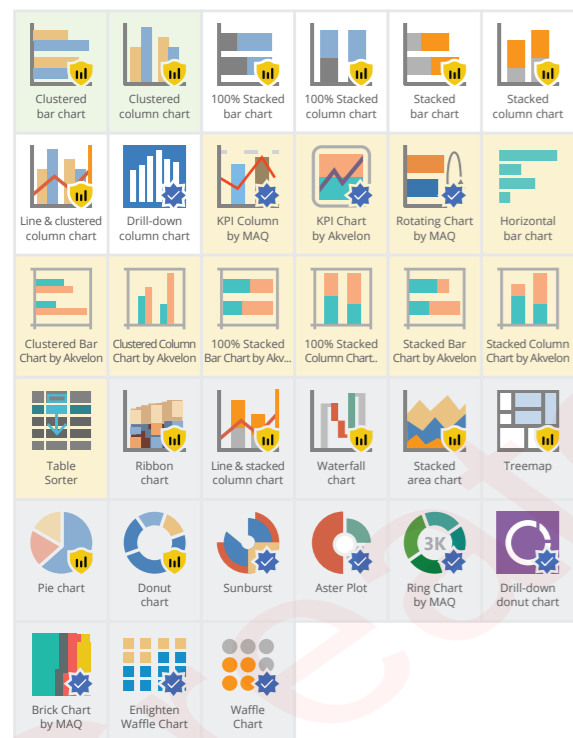 Clustered
bar chart
Clustered
column chart
100% Stacked
bar chart
100% Stacked
column chart
Stacked
bar chart
Stacked
column chart
Line & clustered
column chart
Drill-down
column chart
KPI Column
by MAQ
KPI Chart
by Akvelon
Rotating Chart
by MAQ
Horizontal
bar chart
Clustered Bar
Chart by Akvelon
Clustered Column
Chart by Akvelon
100% Stacked
Bar Chart by Akv...
100% Stacked
Column Chart..
Stacked Bar
Chart by Akvelon
Stacked Column
Chart by Akvelon
Table
Sorter
Ribbon
chart
Line & stacked
column chart
Waterfall
chart
Stacked
area chart
Treemap
Pie chart
Donut
chart
Sunburst
Aster Plot
3K
Ring Chart
by MAQ
Drill-down
donut chart
Brick Chart
by MAQ
Enlighten
Waffle Chart
Waffle
Chart